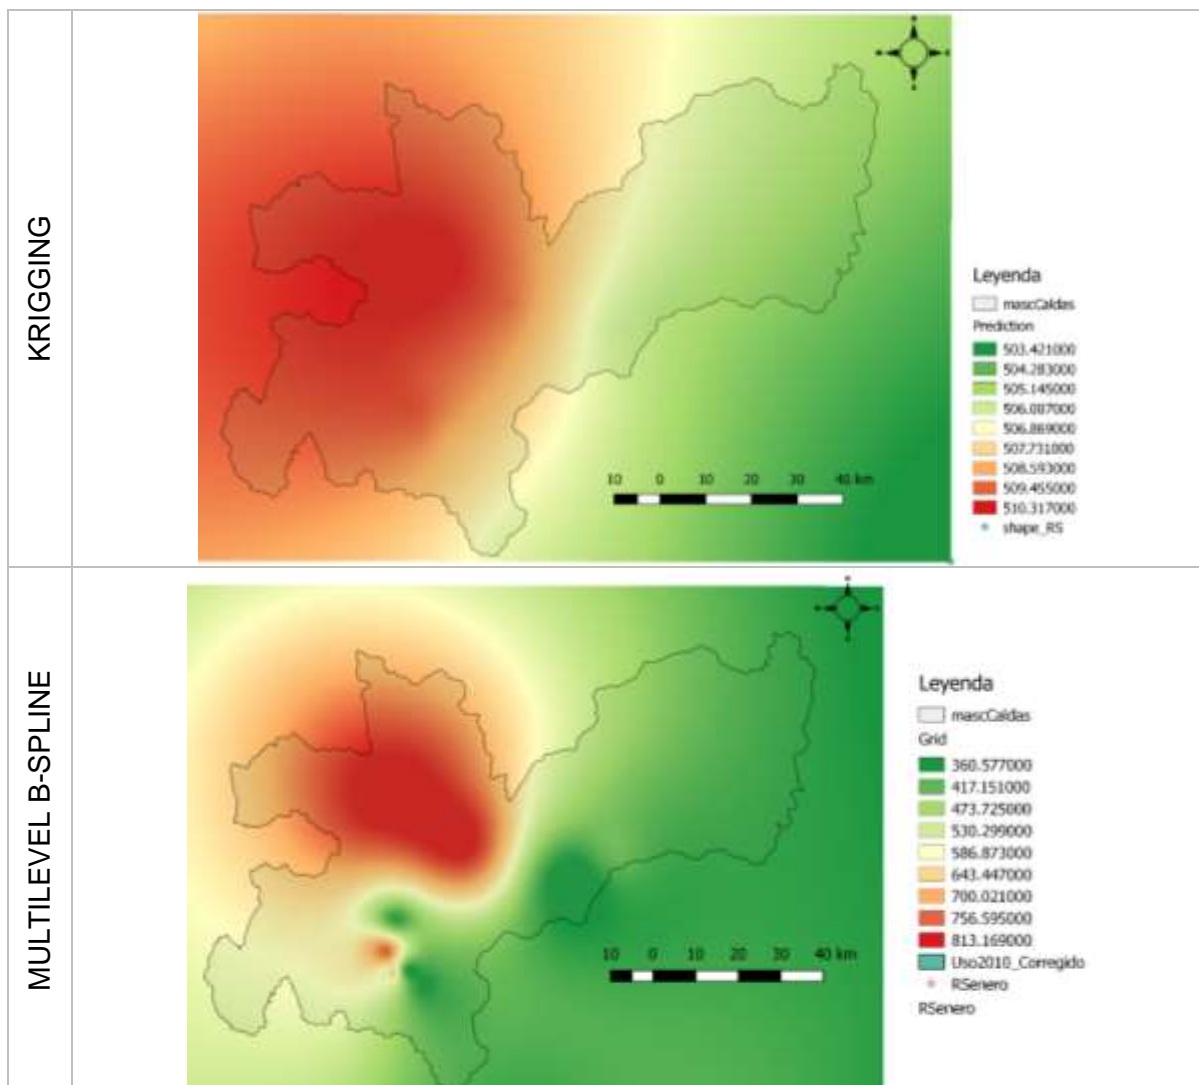 KRIGGING
Leyenda
mascCaldas
Prediction
503.421000
504.283000
505.145000
506.007000
506.869000
507.731000
508.593000
509.455000
510.317000
shape_RS
10 0 10 20 30 40 km
MULTILEVEL B-SPLINE
Leyenda
mascCaldas
Grid
360.577000
417.151000
473.725000
530.299000
586.873000
643.447000
700.021000
756.595000
813.169000
Uso2010_Corregido
RSenero
RSenero
10 0 10 20 30 40 km